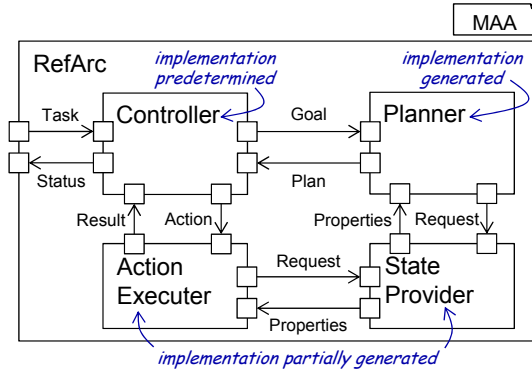 MAA
RefArc
implementation
predetermined
implementation
generated
Controller
Planner
Task
Goal
Status
Plan
Result
Action
Properties
Request
Action
Executer
Request
State
Provider
Properties
implementation partially generated